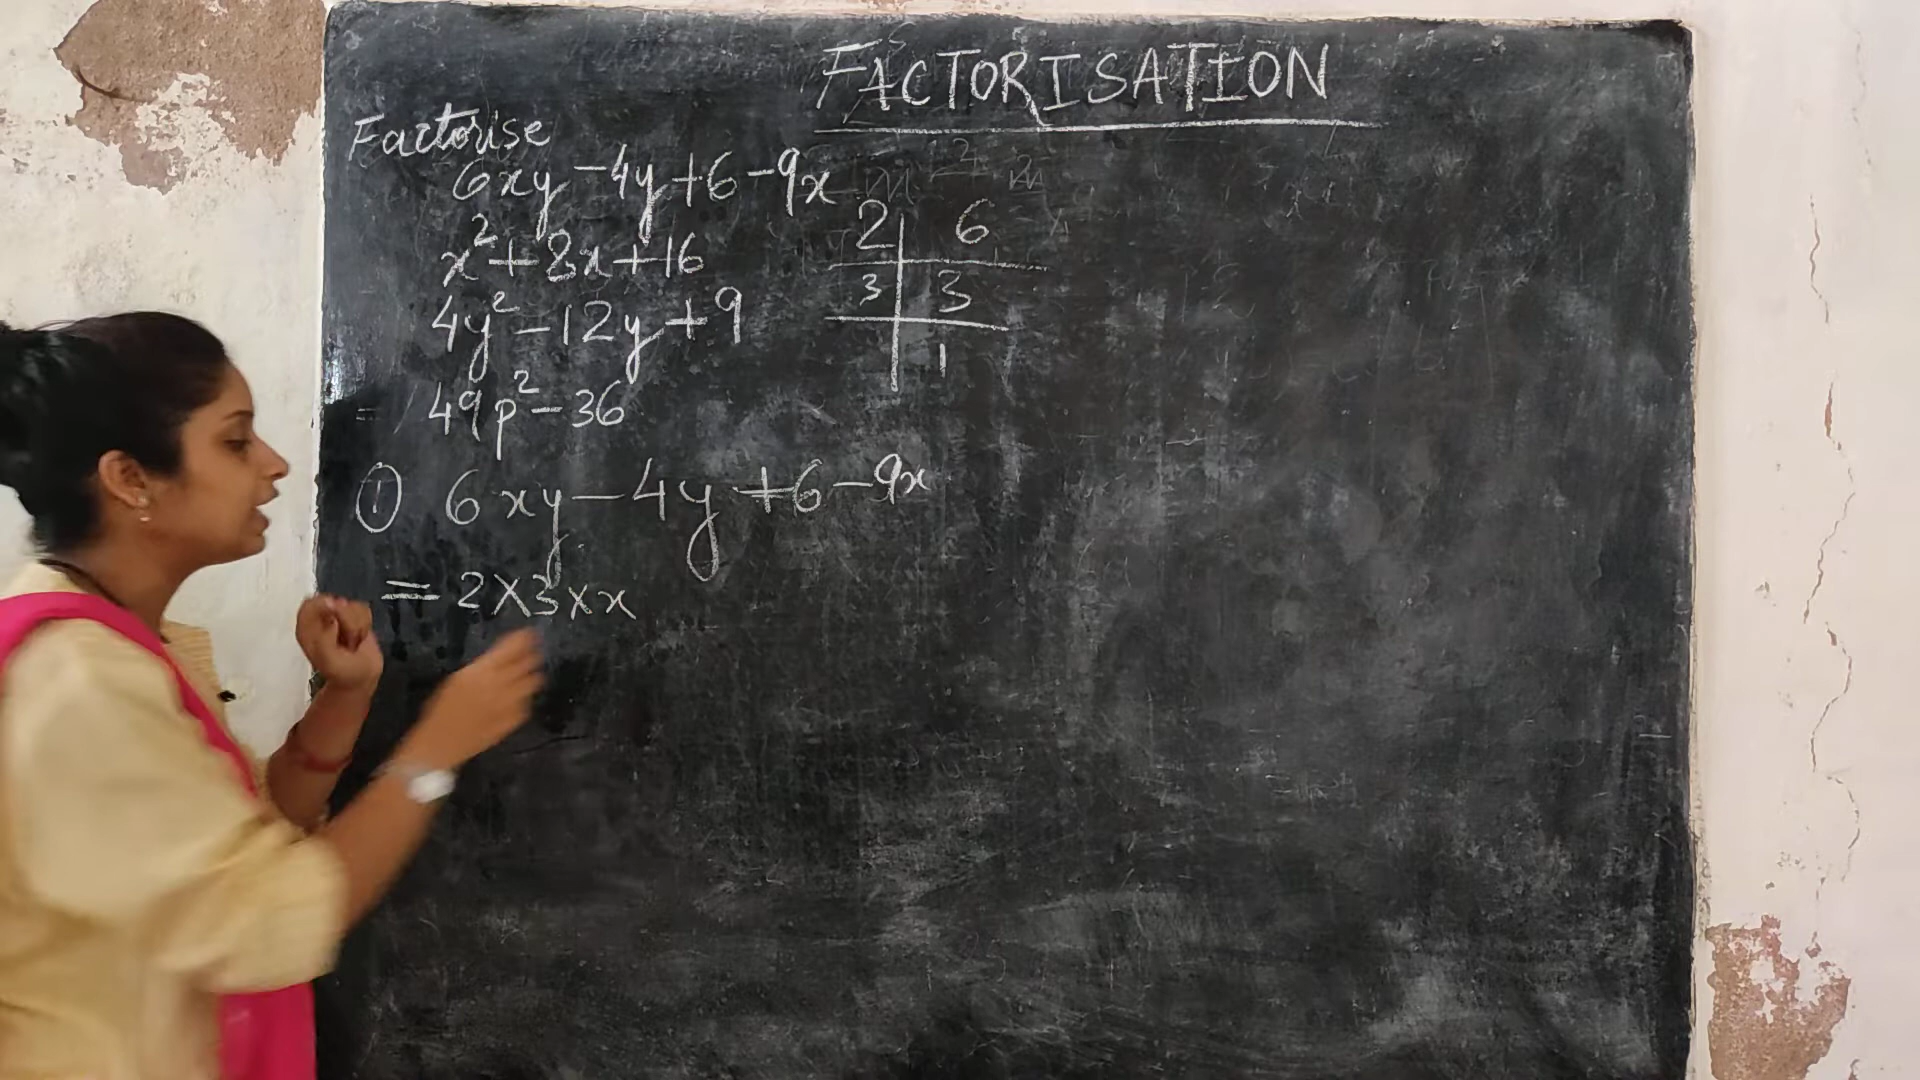 FACTORISATION
Factorise
6xy - 4y + 6 - 9x
x² + 8x + 16
4y² - 12y + 9
49p² - 36
2 | 6
3 | 3
| 1
① 6xy - 4y + 6 - 9x
= 2 × 3 × x